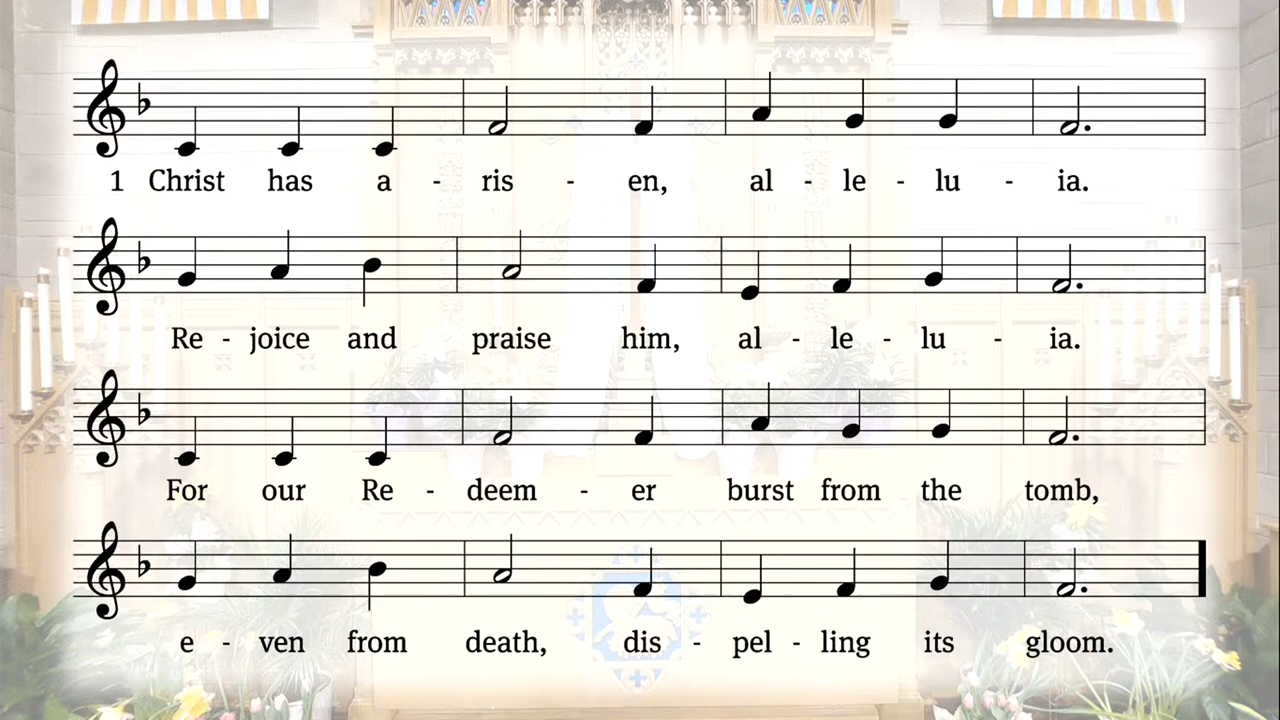 1 Christ has a - ris - en, al - le - lu - ia.
Re - joice and praise him, al - le - lu - ia.
For our Re - deem - er burst from the tomb,
e - ven from death, dis - pel - ling its gloom.